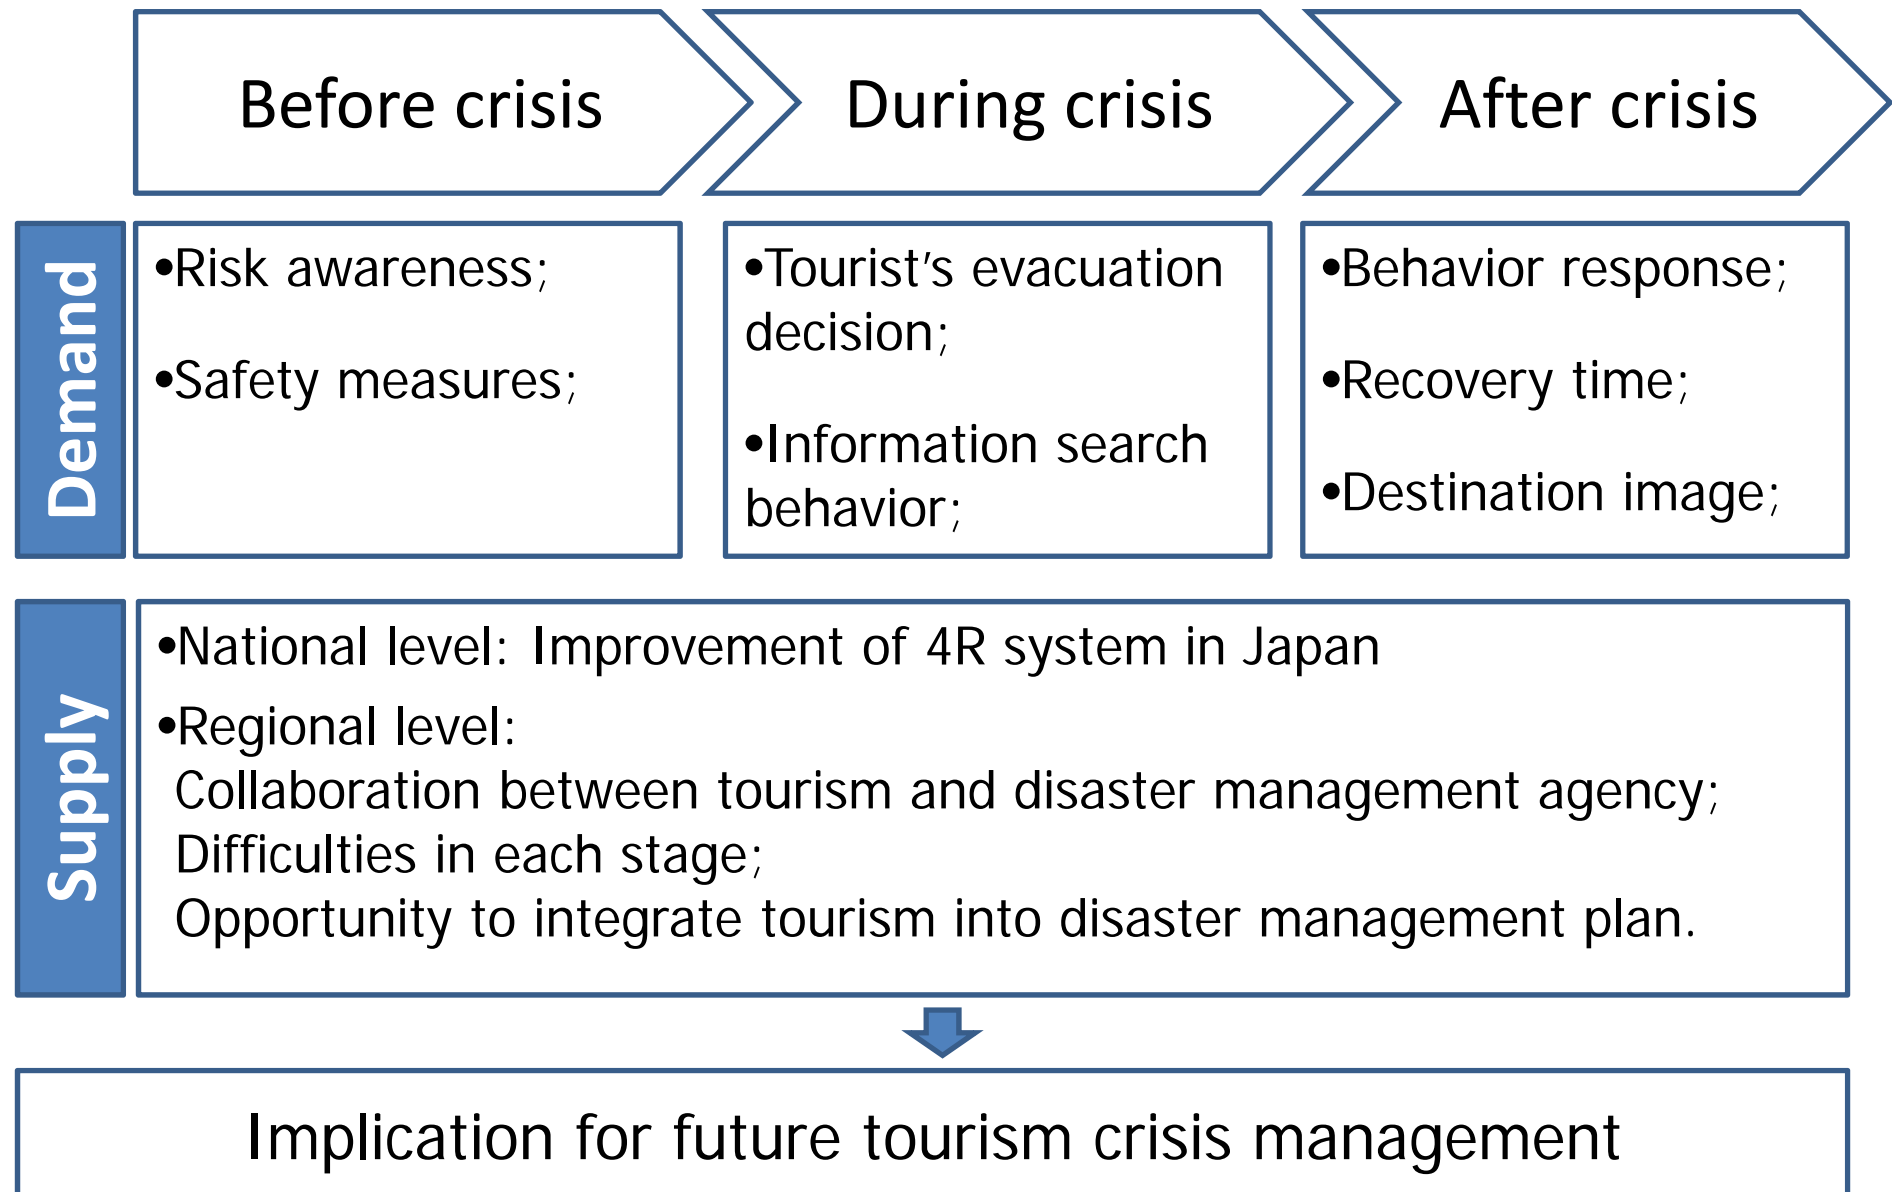 Before crisis
During crisis
After crisis
Demand
•Risk awareness;
•Safety measures;
•Tourist's evacuation
decision;
•Information search
behavior;
•Behavior response;
•Recovery time;
•Destination image;
Supply
•National level: Improvement of 4R system in Japan
•Regional level:
Collaboration between tourism and disaster management agency;
Difficulties in each stage;
Opportunity to integrate tourism into disaster management plan.
Implication for future tourism crisis management